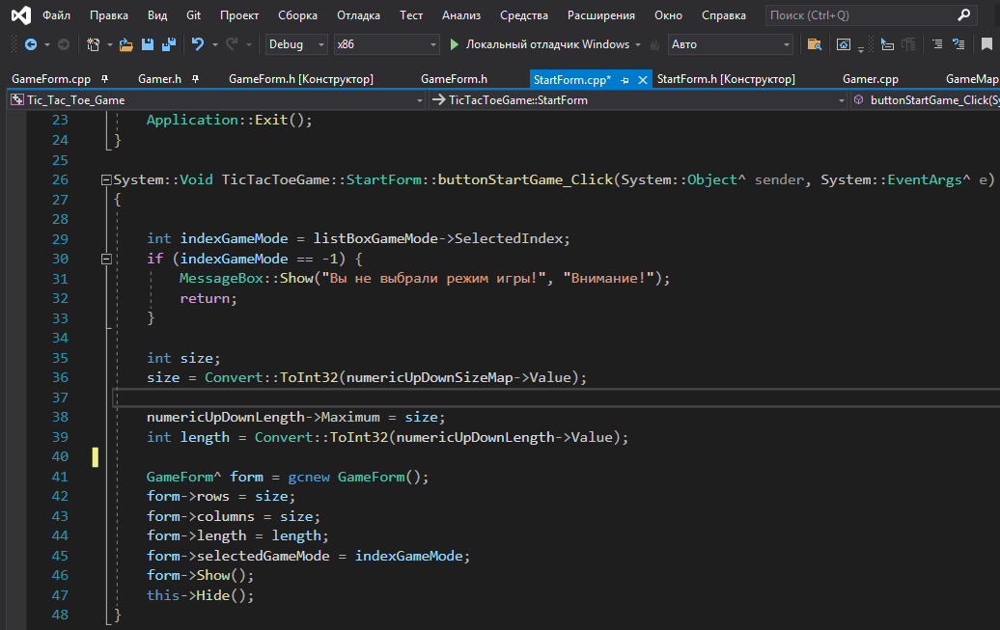 Файл Правка Вид Git Проект Сборка Отладка Тест Анализ Средства Расширения Окно Справка Поиск (Ctrl+Q)
Debug x86 Локальный отладчик Windows Авто
GameForm.cpp Gamer.h GameForm.h [Конструктор] GameForm.h StartForm.cpp* StartForm.h [Конструктор] Gamer.cpp GameMap
Tic_Tac_Toe_Game TicTacToeGame::StartForm buttonStartGame_Click(Sy
23 Application::Exit();
24 }
25
26 System::Void TicTacToeGame::StartForm::buttonStartGame_Click(System::Object^ sender, System::EventArgs^ e)
27 {
28
29 int indexGameMode = listBoxGameMode->SelectedIndex;
30 if (indexGameMode == -1) {
31 MessageBox::Show("Вы не выбрали режим игры!", "Внимание!");
32 return;
33 }
34
35 int size;
36 size = Convert::ToInt32(numericUpDownSizeMap->Value);
37
38 numericUpDownLength->Maximum = size;
39 int length = Convert::ToInt32(numericUpDownLength->Value);
40
41 GameForm^ form = gcnew GameForm();
42 form->rows = size;
43 form->columns = size;
44 form->length = length;
45 form->selectedGameMode = indexGameMode;
46 form->Show();
47 this->Hide();
48 }